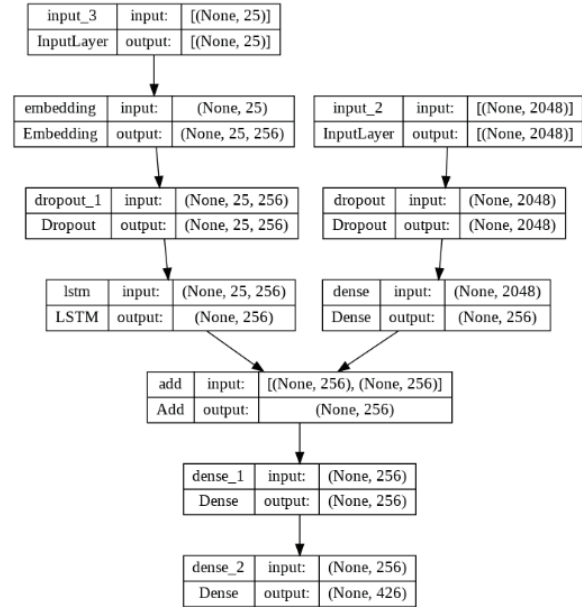 input_3 input: [(None, 25)]
InputLayer output: [(None, 25)]
embedding input: (None, 25)
Embedding output: (None, 25, 256)
input_2 input: [(None, 2048)]
InputLayer output: [(None, 2048)]
dropout_1 input: (None, 25, 256)
Dropout output: (None, 25, 256)
dropout input: (None, 2048)
Dropout output: (None, 2048)
lstm input: (None, 25, 256)
LSTM output: (None, 256)
dense input: (None, 2048)
Dense output: (None, 256)
add input: [(None, 256), (None, 256)]
Add output: (None, 256)
dense_1 input: (None, 256)
Dense output: (None, 256)
dense_2 input: (None, 256)
Dense output: (None, 426)